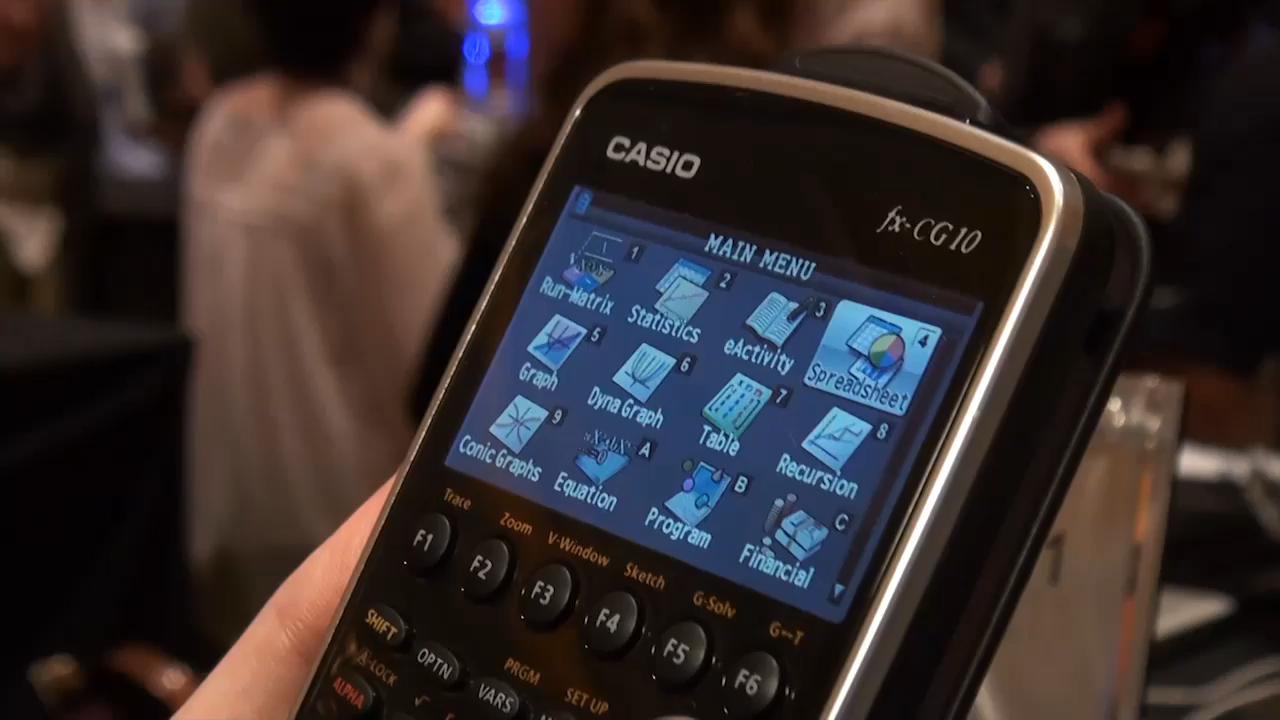 CASIO
fx-CG10
MAIN MENU
1 2 3 4
Run-Matrix Statistics eActivity Spreadsheet
5 6 7 8
Graph Dyna Graph Table Recursion
9 A B C
Conic Graphs Equation Program Financial
Trace Zoom V-Window Sketch G-Solv G↔T
F1 F2 F3 F4 F5 F6
SHIFT OPTN PRGM VARS SET UP
A-LOCK
ALPHA